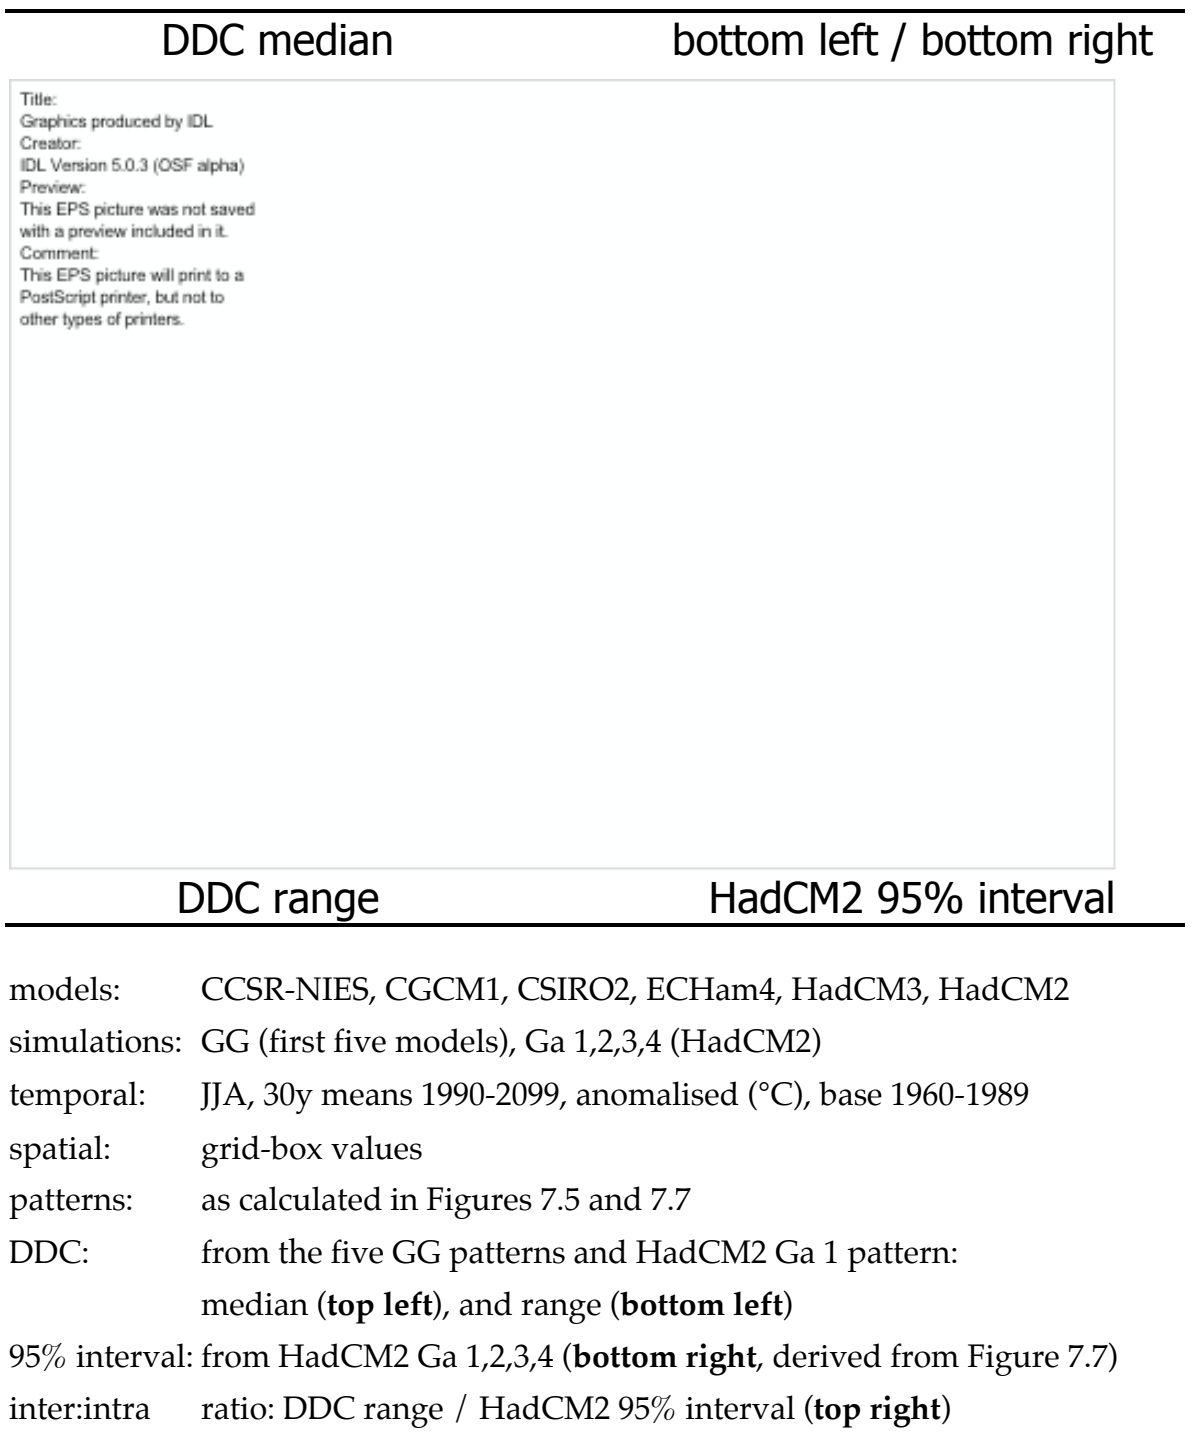 DDC median bottom left / bottom right
Title:
Graphics produced by IDL
Creator:
IDL Version 5.0.3 (OSF alpha)
Preview:
This EPS picture was not saved
with a preview included in it.
Comment:
This EPS picture will print to a
PostScript printer, but not to
other types of printers.
DDC range HadCM2 95% interval
models: CCSR-NIES, CGCM1, CSIRO2, ECHam4, HadCM3, HadCM2
simulations: GG (first five models), Ga 1,2,3,4 (HadCM2)
temporal: JJA, 30y means 1990-2099, anomalised (°C), base 1960-1989
spatial: grid-box values
patterns: as calculated in Figures 7.5 and 7.7
DDC: from the five GG patterns and HadCM2 Ga 1 pattern:
median (top left), and range (bottom left)
95% interval: from HadCM2 Ga 1,2,3,4 (bottom right, derived from Figure 7.7)
inter:intra ratio: DDC range / HadCM2 95% interval (top right)